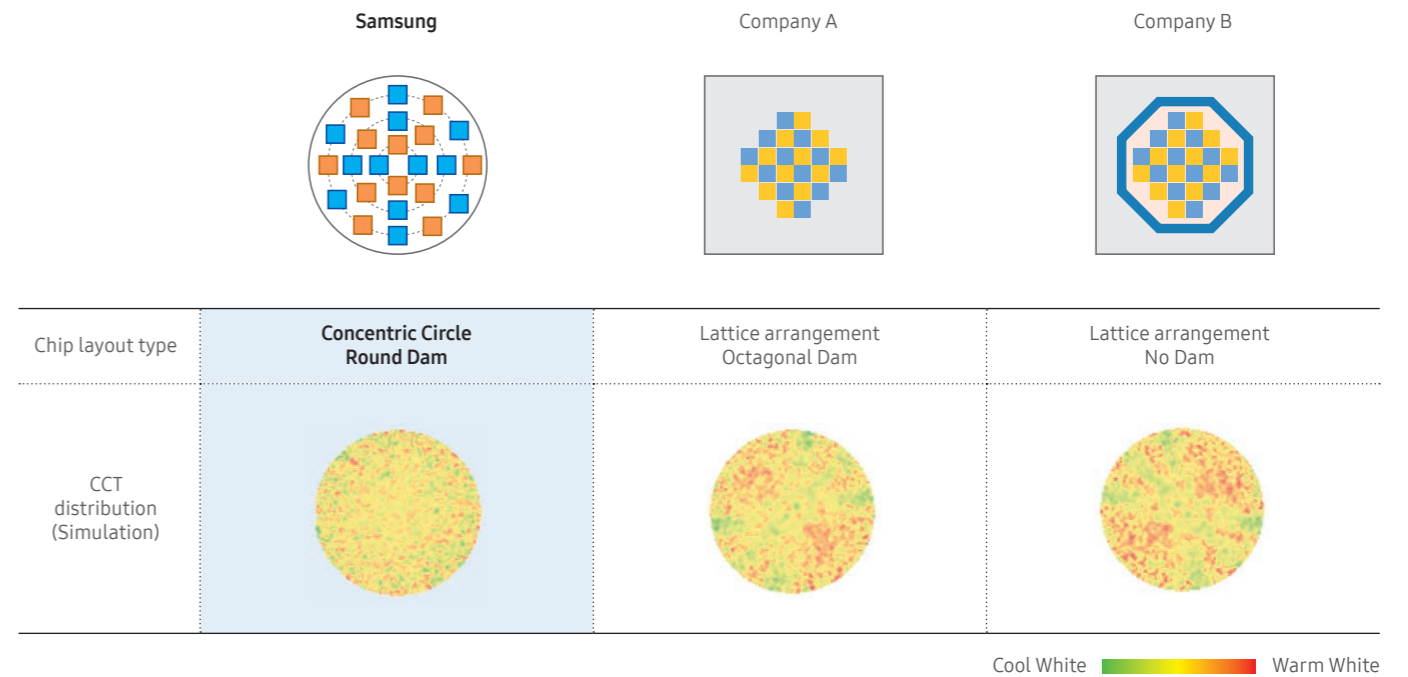 Samsung
Company A
Company B
Chip layout type
Concentric Circle
Round Dam
Lattice arrangement
Octagonal Dam
Lattice arrangement
No Dam
CCT
distribution
(Simulation)
Cool White
Warm White